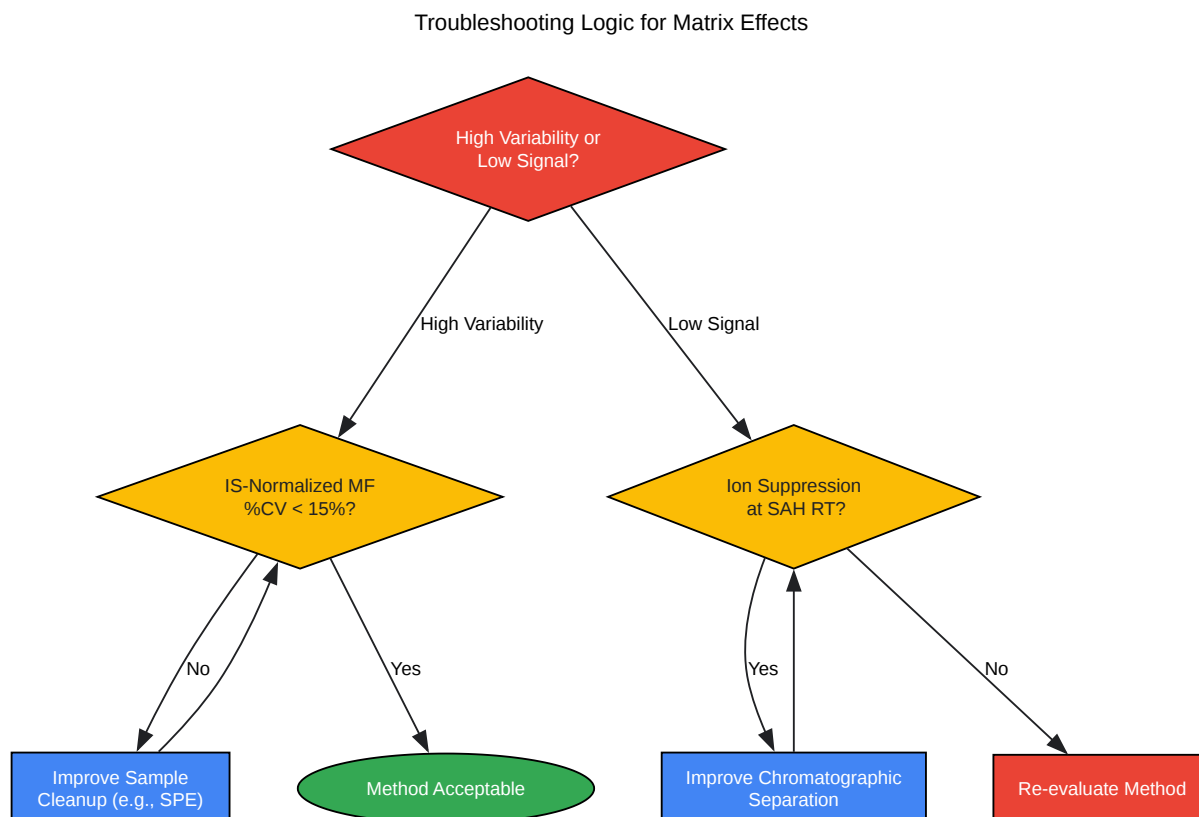 Troubleshooting Logic for Matrix Effects
High Variability or
Low Signal?
High Variability
Low Signal
IS-Normalized MF
%CV < 15%?
Ion Suppression
at SAH RT?
No
Yes
Yes
No
Improve Sample
Cleanup (e.g., SPE)
Method Acceptable
Improve Chromatographic
Separation
Re-evaluate Method